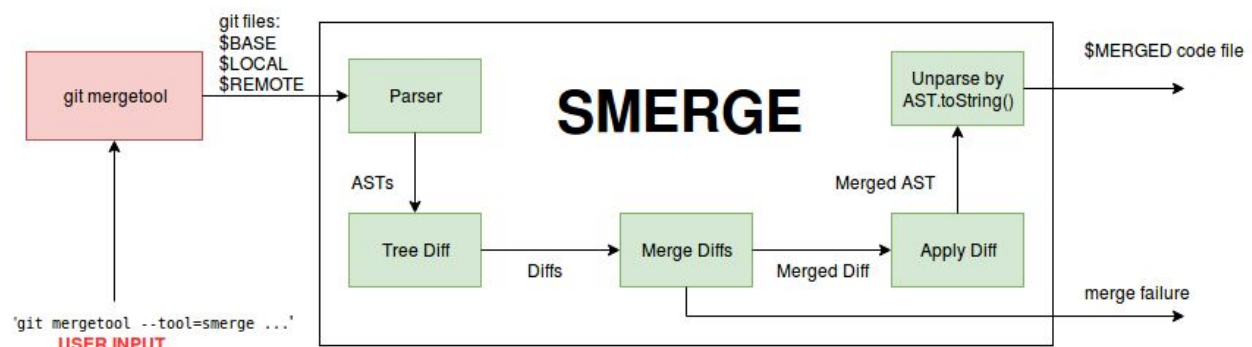 git files:
$BASE
$LOCAL
$REMOTE
git mergetool
Parser
SMERGE
Unparse by
AST.toString()
$MERGED code file
ASTs
Merged AST
Tree Diff
Diffs
Merge Diffs
Merged Diff
Apply Diff
merge failure
'git mergetool --tool=smerge ...'
USER INPUT